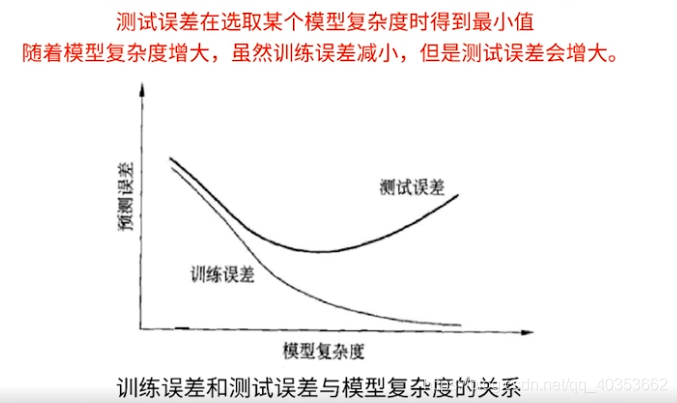 测试误差在选取某个模型复杂度时得到最小值
随着模型复杂度增大，虽然训练误差减小，但是测试误差会增大。
预测误差
测试误差
训练误差
模型复杂度
训练误差和测试误差与模型复杂度的关系
dn.net/qq_40353662